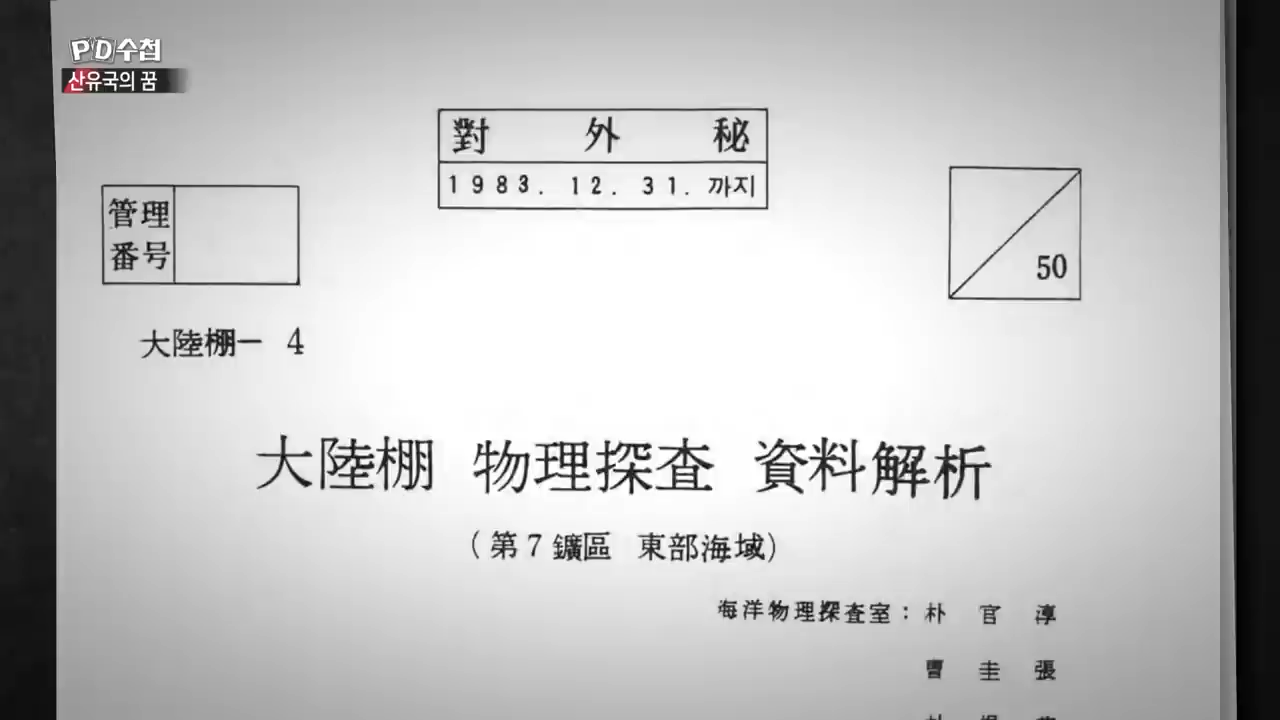 PD수첩
산유국의 꿈
對 外 秘
1983. 12. 31. 까지
管理
番号
50
大陸棚- 4
大陸棚 物理探査 資料解析
(第7鑛區 東部海域)
海洋物理探査室: 朴 官 淳
曺 圭 張